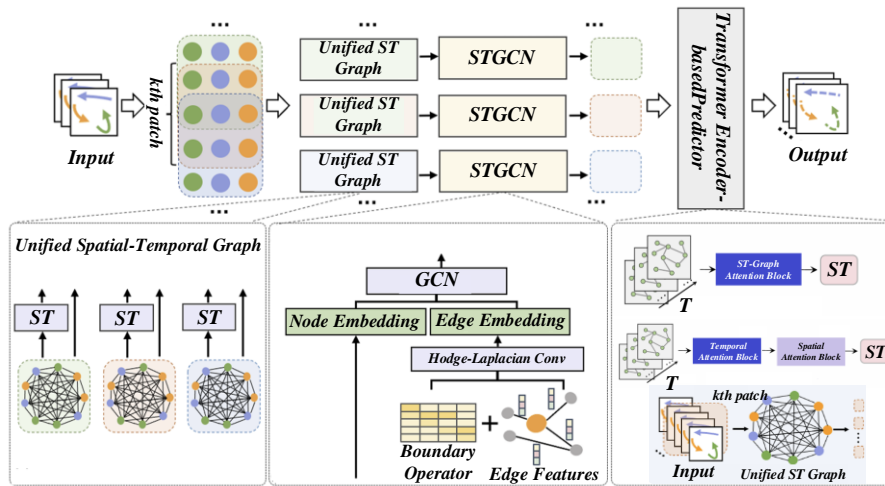 ...
Input
kth patch
...
Unified ST
Graph
STGCN
Unified ST
Graph
STGCN
Unified ST
Graph
STGCN
...
...
Transformer Encoder-
basedPredictor
...
Output
Unified Spatial-Temporal Graph
ST
ST
ST
GCN
Node Embedding
Edge Embedding
Hodge-Laplacian Conv
+
Boundary
Operator
Edge Features
T
ST-Graph
Attention Block
ST
T
Temporal
Attention Block
Spatial
Attention Block
ST
kth patch
...
Input
Unified ST Graph